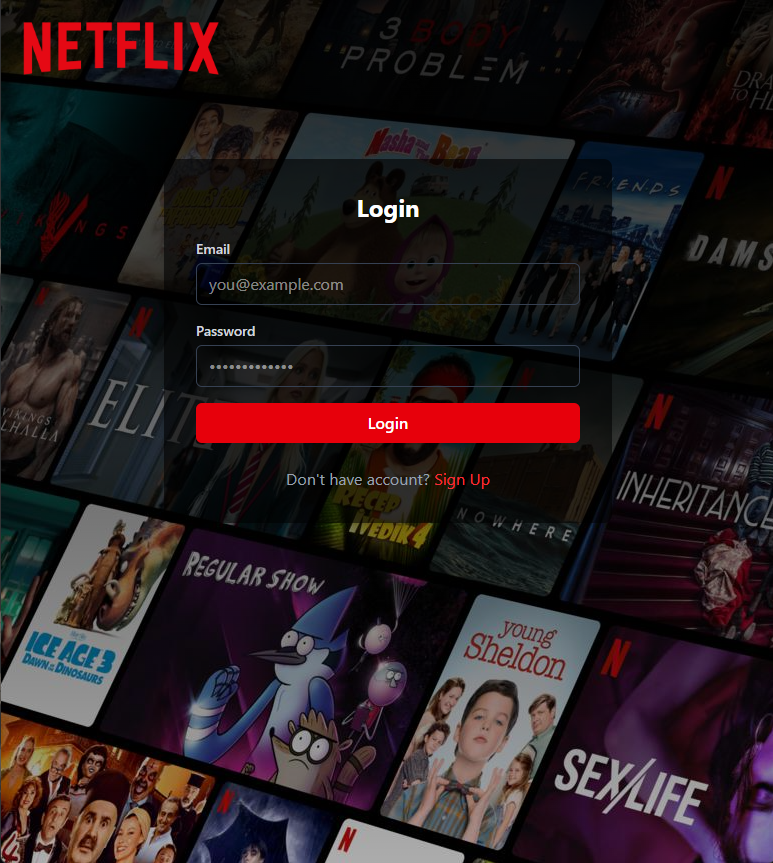 NETFLIX
3 BODY
PROBLEM
Masha and The Bear
FRIENDS
N
VIKINGS
DAMS
Login
Email
you@example.com
Password
•••••••••••••
Login
Don't have account? Sign Up
N
N
N
VIKINGS
ELITE
RECEP
İVEDİK 4
NOWHERE
INHERITANCE
REGULAR SHOW
ICE AGE 3
DAWN OF THE DINOSAURS
young
Sheldon
N
SEX/LIFE
N
N